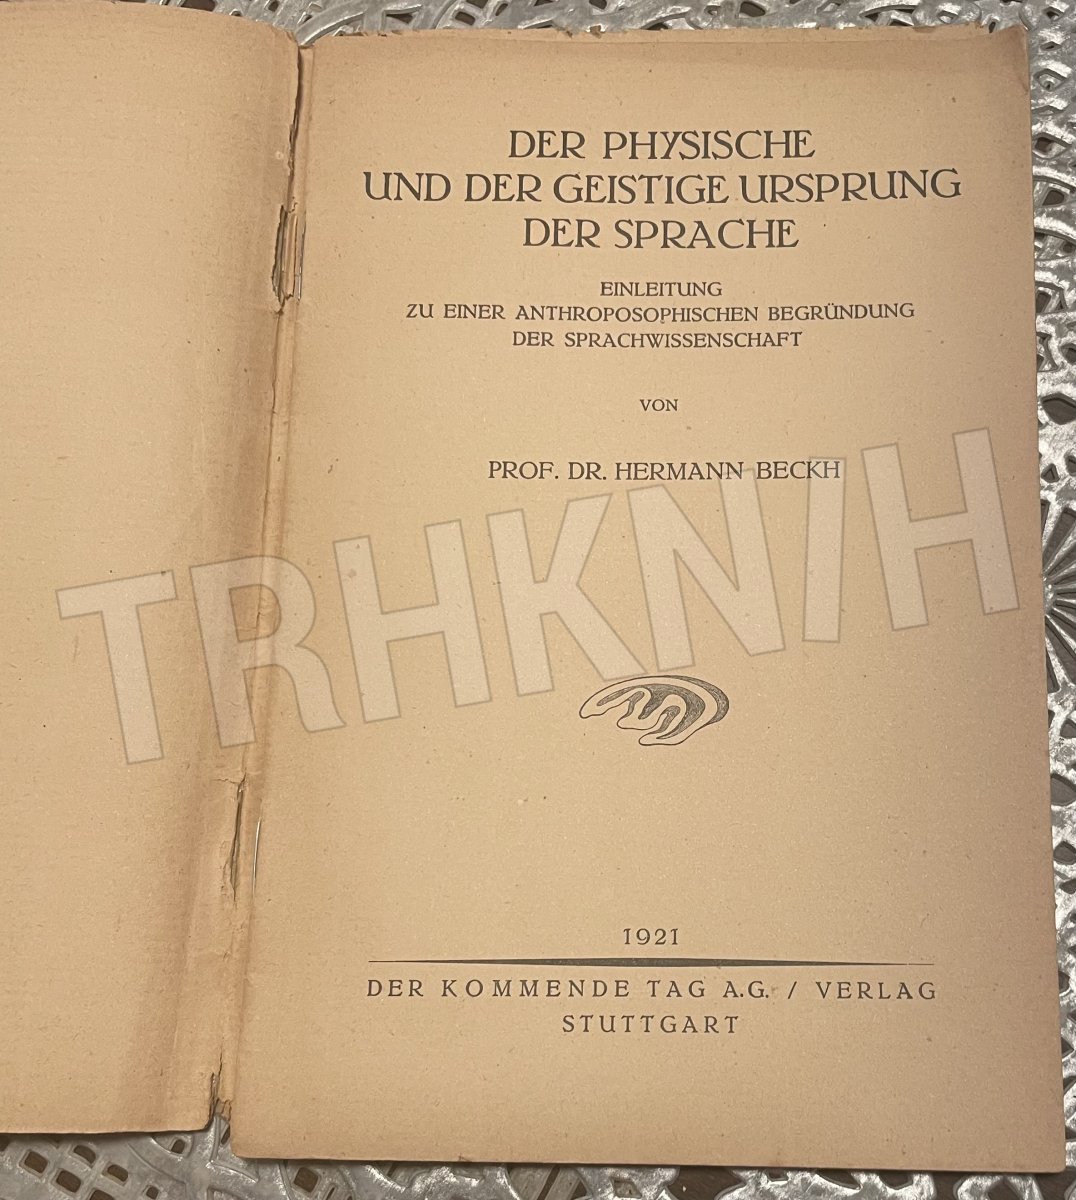 DER PHYSISCHE
UND DER GEISTIGE URSPRUNG
DER SPRACHE
EINLEITUNG
ZU EINER ANTHROPOSOPHISCHEN BEGRÜNDUNG
DER SPRACHWISSENSCHAFT
VON
PROF. DR. HERMANN BECKH
TRHKNIH
1921
DER KOMMENDE TAG A.G. / VERLAG
STUTTGART